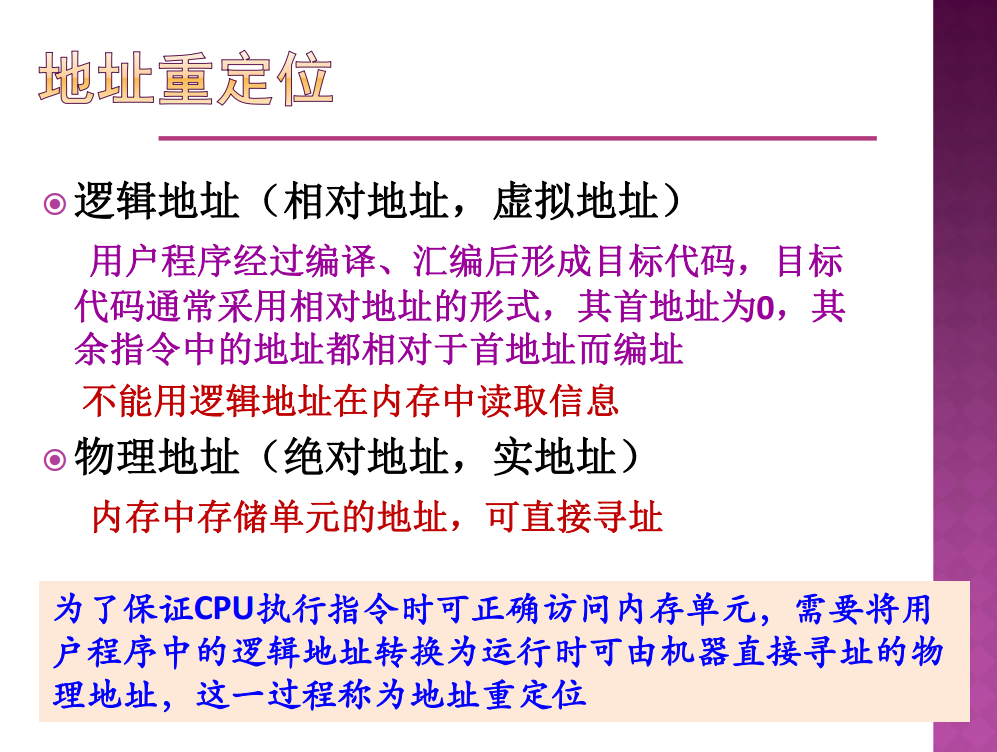 地址重定位
逻辑地址（相对地址，虚拟地址）
用户程序经过编译、汇编后形成目标代码，目标
代码通常采用相对地址的形式，其首地址为0，其
余指令中的地址都相对于首地址而编址
不能用逻辑地址在内存中读取信息
物理地址（绝对地址，实地址）
内存中存储单元的地址，可直接寻址
为了保证CPU执行指令时可正确访问内存单元，需要将用
户程序中的逻辑地址转换为运行时可由机器直接寻址的物
理地址，这一过程称为地址重定位